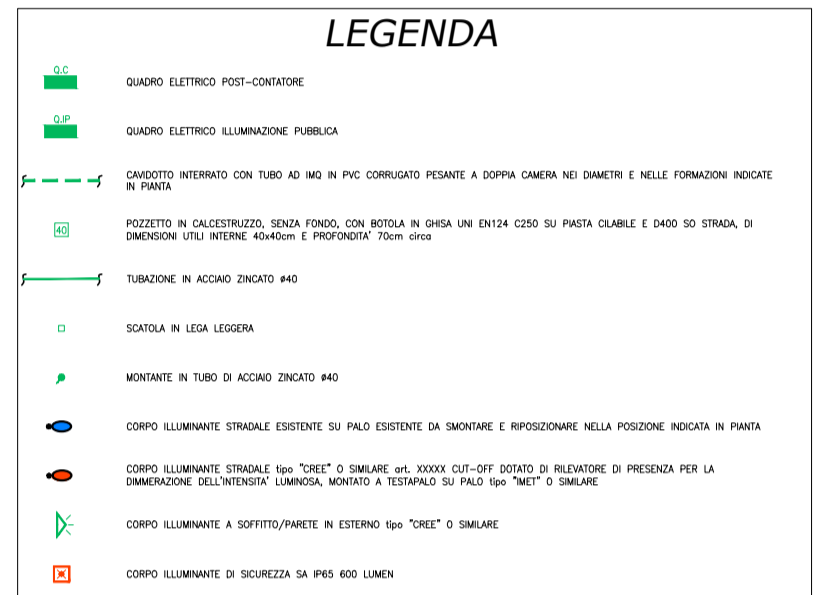 LEGENDA
Q.C
QUADRO ELETTRICO POST-CONTATORE
Q.IP
QUADRO ELETTRICO ILLUMINAZIONE PUBBLICA
CAVIDOTTO INTERRATO CON TUBO AD IMQ IN PVC CORRUGATO PESANTE A DOPPIA CAMERA NEI DIAMETRI E NELLE FORMAZIONI INDICATE
IN PIANTA
40
POZZETTO IN CALCESTRUZZO, SENZA FONDO, CON BOTOLA IN GHISA UNI EN124 C250 SU PIASTA CILABILE E D400 SO STRADA, DI
DIMENSIONI UTILI INTERNE 40x40cm E PROFONDITA' 70cm circa
TUBAZIONE IN ACCIAIO ZINCATO ø40
SCATOLA IN LEGA LEGGERA
MONTANTE IN TUBO DI ACCIAIO ZINCATO ø40
CORPO ILLUMINANTE STRADALE ESISTENTE SU PALO ESISTENTE DA SMONTARE E RIPOSIZIONARE NELLA POSIZIONE INDICATA IN PIANTA
CORPO ILLUMINANTE STRADALE tipo "CREE" O SIMILARE art. XXXXX CUT-OFF DOTATO DI RILEVATORE DI PRESENZA PER LA
DIMMERAZIONE DELL'INTENSITA' LUMINOSA, MONTATO A TESTAPALO SU PALO tipo "IMET" O SIMILARE
CORPO ILLUMINANTE A SOFFITTO/PARETE IN ESTERNO tipo "CREE" O SIMILARE
CORPO ILLUMINANTE DI SICUREZZA SA IP65 600 LUMEN